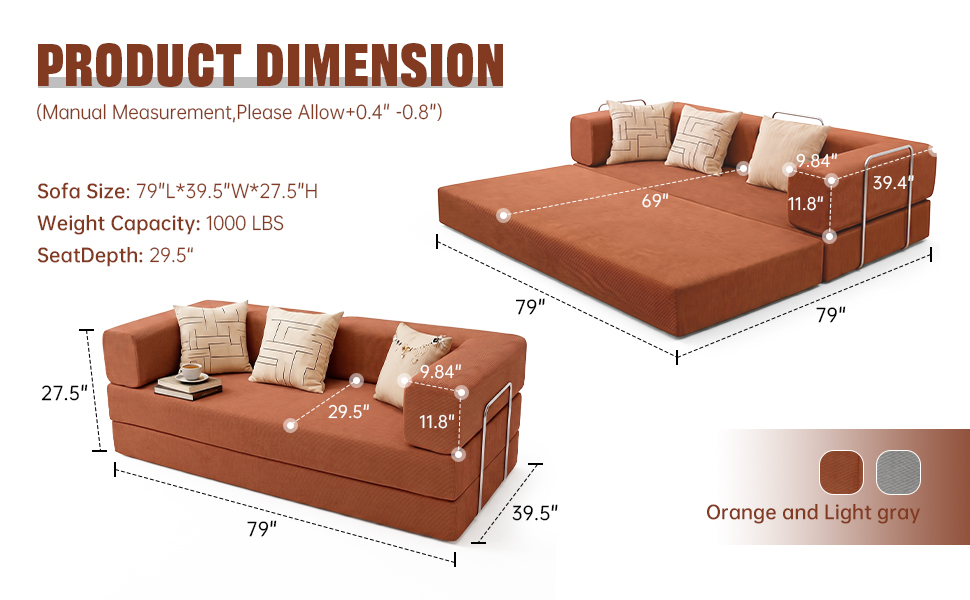 PRODUCT DIMENSION
(Manual Measurement,Please Allow+0.4" -0.8")
Sofa Size: 79"L*39.5"W*27.5"H
Weight Capacity: 1000 LBS
SeatDepth: 29.5"
9.84"
39.4"
69"
11.8"
79"
79"
27.5"
9.84"
29.5"
11.8"
79"
39.5"
Orange and Light gray